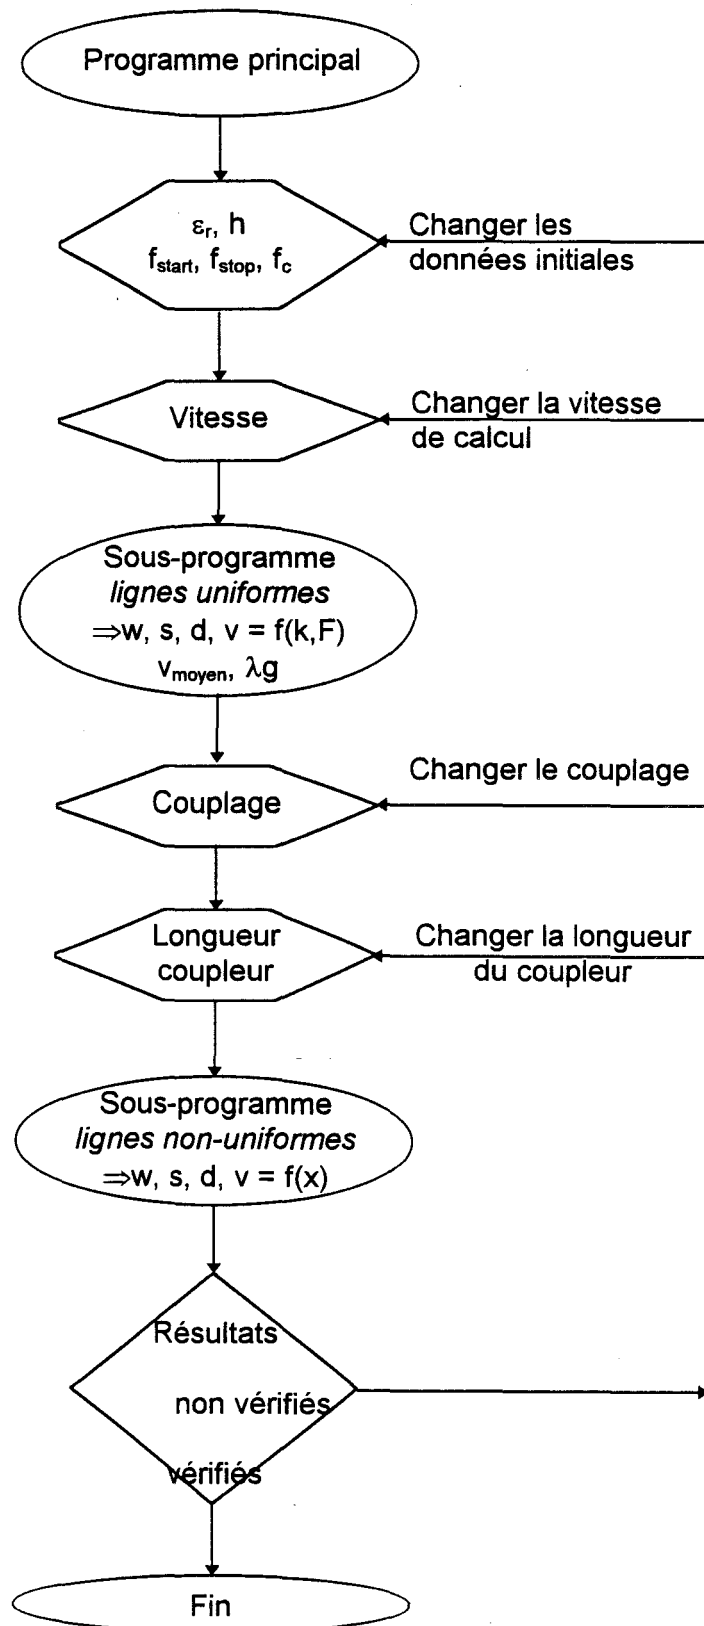 Programme principal
εr, h
fstart, fstop, fc
Changer les
données initiales
Vitesse
Changer la vitesse
de calcul
Sous-programme
lignes uniformes
⇒w, s, d, v = f(k,F)
vmoyen, λg
Couplage
Changer le couplage
Longueur
coupleur
Changer la longueur
du coupleur
Sous-programme
lignes non-uniformes
⇒w, s, d, v = f(x)
Résultats
non vérifiés
vérifiés
Fin